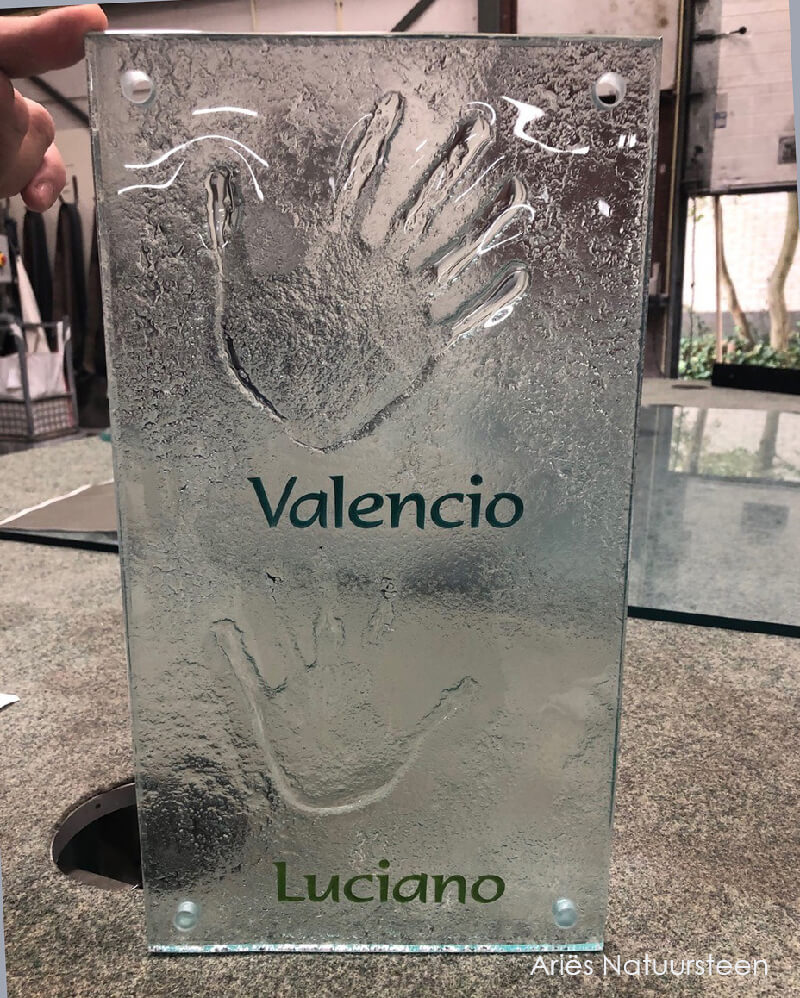 Valencio
Luciano
Ariës Natuursteen